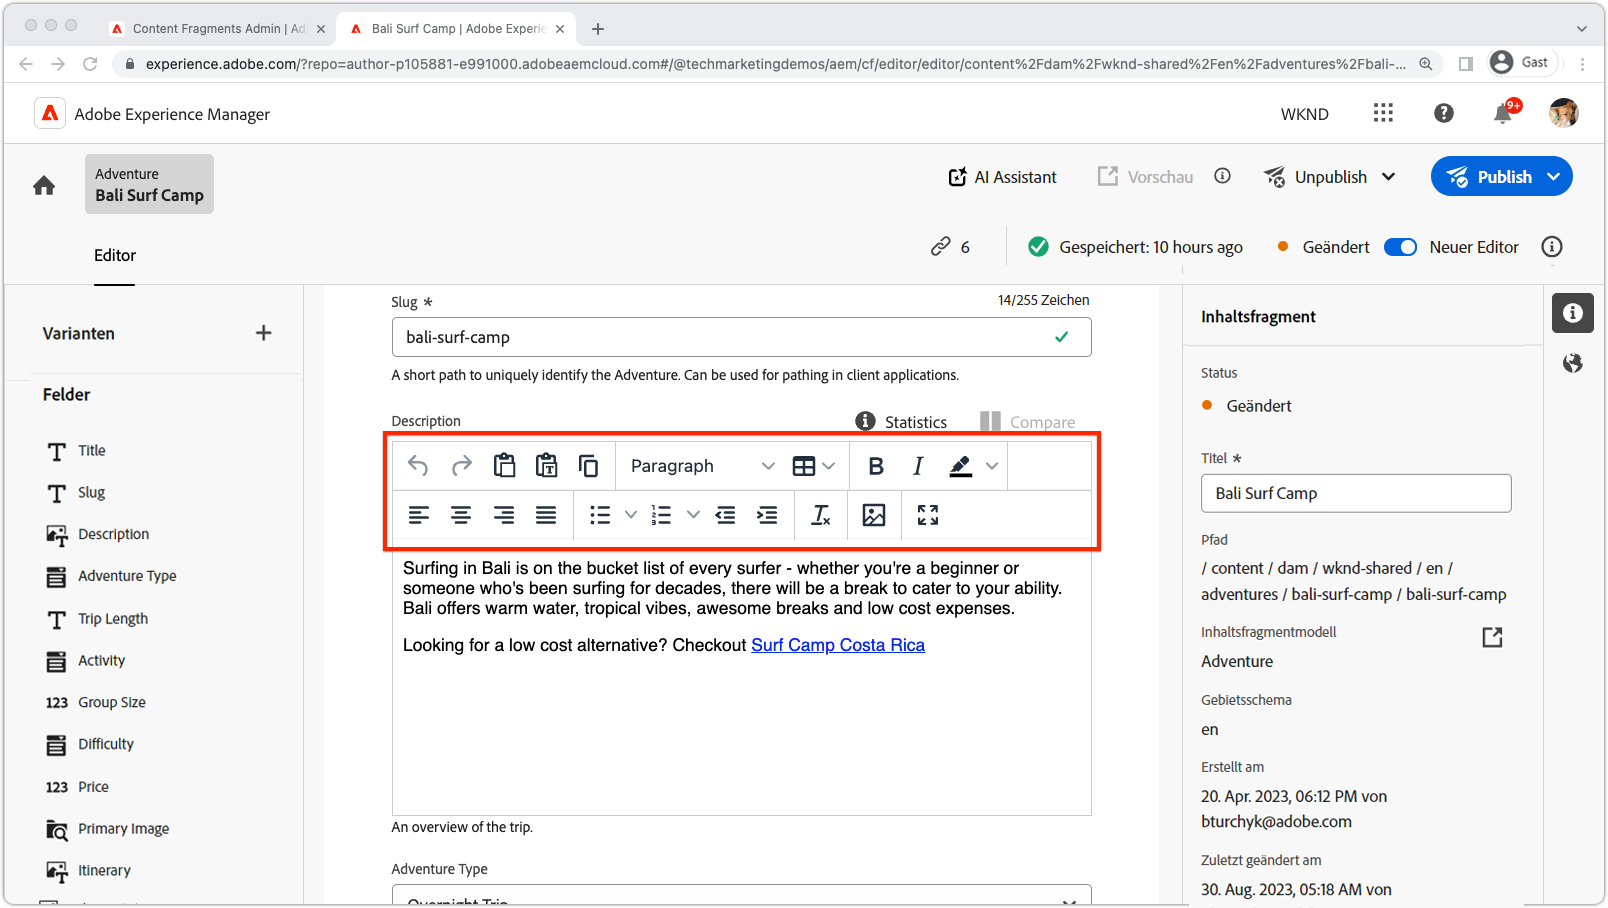 Content Fragments Admin | Ad
Bali Surf Camp | Adobe Experie
experience.adobe.com/?repo=author-p105881-e991000.adobeaemcloud.com#/@techmarketingdemos/aem/cf/editor/editor/content%2Fdam%2Fwknd-shared%2Fen%2Fadventures%2Fbali-...
Gast
Adobe Experience Manager
WKND
9+
Adventure
Bali Surf Camp
AI Assistant
Vorschau
Unpublish
Publish
Editor
6
Gespeichert: 10 hours ago
Geändert
Neuer Editor
Varianten
Felder
Title
Slug
Description
Adventure Type
Trip Length
Activity
123 Group Size
Difficulty
123 Price
Primary Image
Itinerary
Slug *
14/255 Zeichen
bali-surf-camp
A short path to uniquely identify the Adventure. Can be used for pathing in client applications.
Description
Statistics
Compare
Paragraph
Surfing in Bali is on the bucket list of every surfer - whether you're a beginner or
someone who's been surfing for decades, there will be a break to cater to your ability.
Bali offers warm water, tropical vibes, awesome breaks and low cost expenses.
Looking for a low cost alternative? Checkout Surf Camp Costa Rica
An overview of the trip.
Adventure Type
Overnight Trip
Inhaltsfragment
Status
Geändert
Titel *
Bali Surf Camp
Pfad
/ content / dam / wknd-shared / en /
adventures / bali-surf-camp / bali-surf-camp
Inhaltsfragmentmodell
Adventure
Gebietsschema
en
Erstellt am
20. Apr. 2023, 06:12 PM von
bturchyk@adobe.com
Zuletzt geändert am
30. Aug. 2023, 05:18 AM von